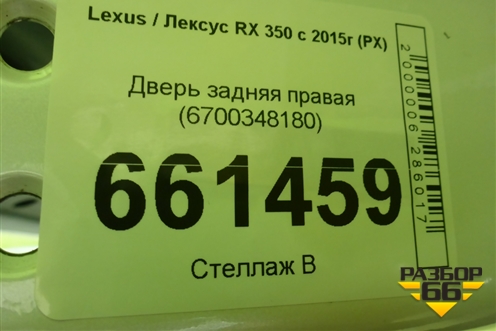 Lexus / Лексус RX 350 с 2015г (РХ)
Дверь задняя правая
(6700348180)
661459
Стеллаж В
2000006286017
РАЗБОР
66